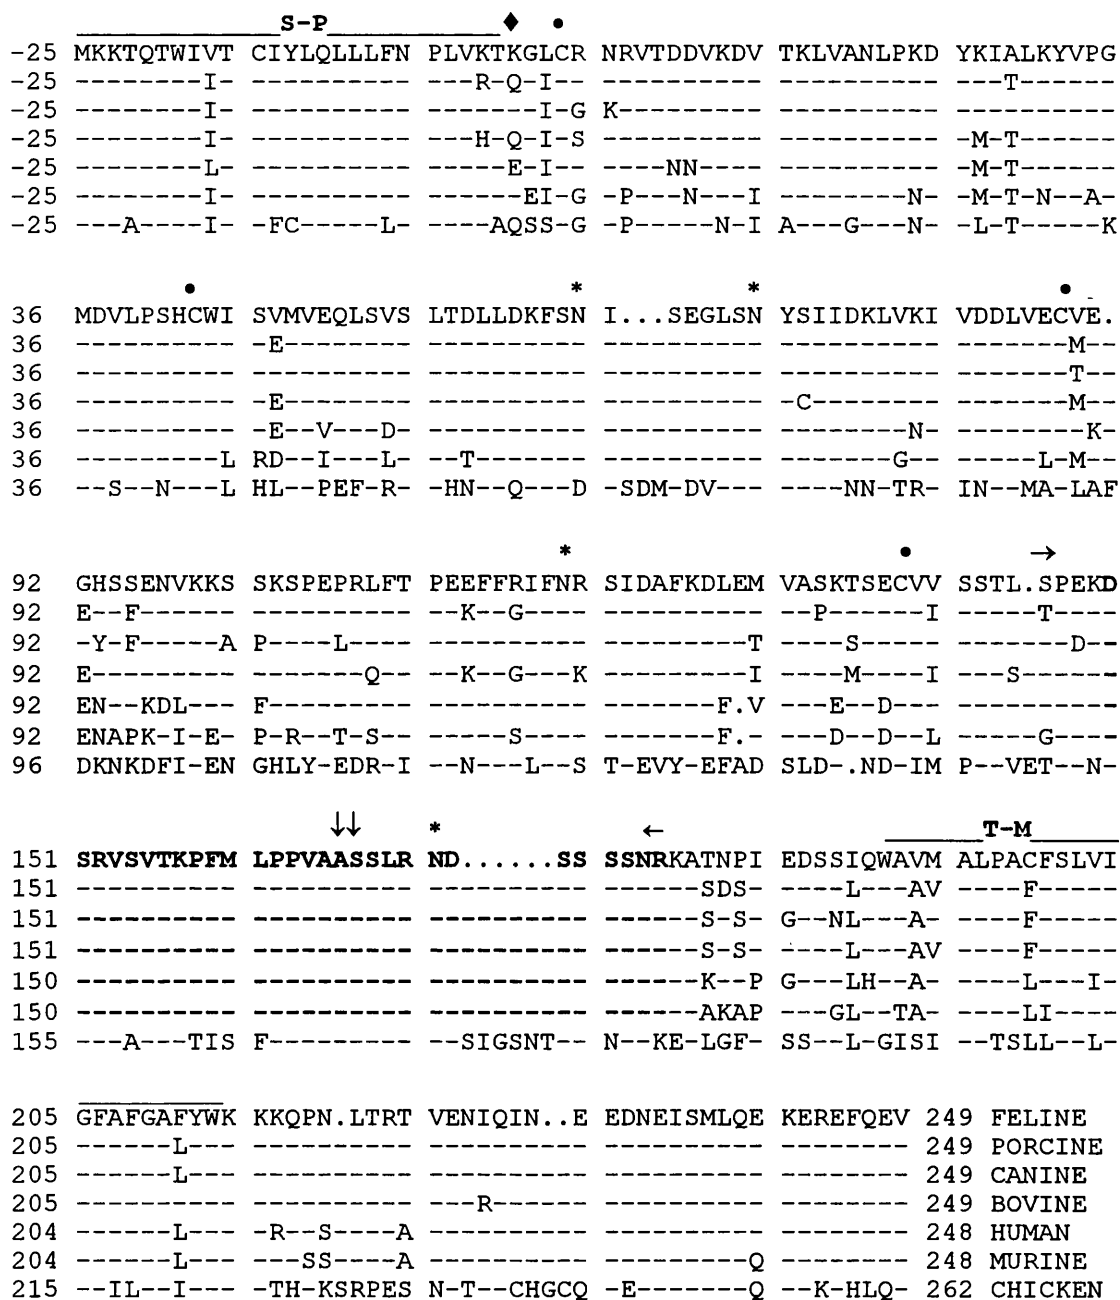 S-P ♦ •
-25 MKKTQTWIVT CIYLQLLLFN PLVKTKGLCR NRVTDDVKDV TKLVANLPKD YKIALKYVPG
-25 --------I- ---------- ---R-Q-I-- ---------- ---------- ---T------
-25 --------I- ---------- -------I-G K--------- ---------- ----------
-25 --------I- ---------- ---H-Q-I-S ---------- ---------- -M-T------
-25 --------L- ---------- -----E-I-- ----NN---- ---------- -M-T------
-25 --------I- ---------- ------EI-G -P---N---I --------N- -M-T-N--A-
-25 ---A----I- -FC-----L- ----AQSS-G -P-----N-I A---G---N- -L-T-----K
• * * •
36 MDVLPSHCWI SVMVEQLSVS LTDLLDKFSN I...SEGLSN YSIIDKLVKI VDDLVECVE.
36 ---------- -E-------- ---------- ---------- ---------- -------M--
36 ---------- ---------- ---------- ---------- ---------- -------T--
36 ---------- -E-------- ---------- ---------- -C-------- -------M--
36 ---------- -E--V---D- ---------- ---------- --------N- --------K-
36 ---------L RD--I---L- --T------- ---------- -------G-- -----L-M--
36 --S--N---L HL--PEF-R- -HN--Q---D -SDM-DV--- ----NN-TR- IN--MA-LAF
* • →
92 GHSSENVKKS SKSPEPRLFT PEEFFRIFNR SIDAFKDLEM VASKTSECVV SSTL.SPEKD
92 E--F------ ---------- --K--G---- ---------- --P------I -----T----
92 -Y-F-----A P----L---- ---------- ---------T ----S----- -------D--
92 E--------- -------Q-- --K--G---K ---------I ----M----I ---S------
92 EN--KDL--- F--------- ---------- -------F.V ---E--D--- ----------
92 ENAPK-I-E- P-R--T-S-- -----S---- -------F.- ---D--D--L -----G----
96 DKNKDFI-EN GHLY-EDR-I --N---L--S T-EVY-EFAD SLD-.ND-IM P--VET--N-
↓↓ * ← T-M
151 SRVSVTKPFM LPPVAASSLR ND......SS SSSNRKATNPI EDSSIQWAVM ALPACFSLVI
151 ---------- ---------- ---------- ------SDS- ----L---AV ----F-----
151 ---------- ---------- ---------- ------S-S- G--NL---A- ----F-----
151 ---------- ---------- ---------- ------S-S- ----L---AV ----F-----
150 ---------- ---------- ---------- ------K--P G---LH--A- ----L---I-
150 ---------- ---------- ---------- ------AKAP ---GL--TA- ----LI----
155 ---A---TIS F--------- --SIGSNT-- N--KE-LGF- SS--L-GISI --TSLL--L-
205 GFAFGAFYWK KKQPN.LTRT VENIQIN..E EDNEISMLQE KEREFQEV 249 FELINE
205 ------L--- ---------- ---------- ---------- -------- 249 PORCINE
205 ------L--- ---------- ---------- ---------- -------- 249 CANINE
205 ---------- ---------- ---R------ ---------- -------- 249 BOVINE
204 ------L--- -R--S----A ---------- ---------- -------- 248 HUMAN
204 ------L--- ---SS----A ---------- ---------Q -------- 248 MURINE
215 --IL--I--- -TH-KSRPES N-T--CHGCQ -E-------Q --K-HLQ- 262 CHICKEN